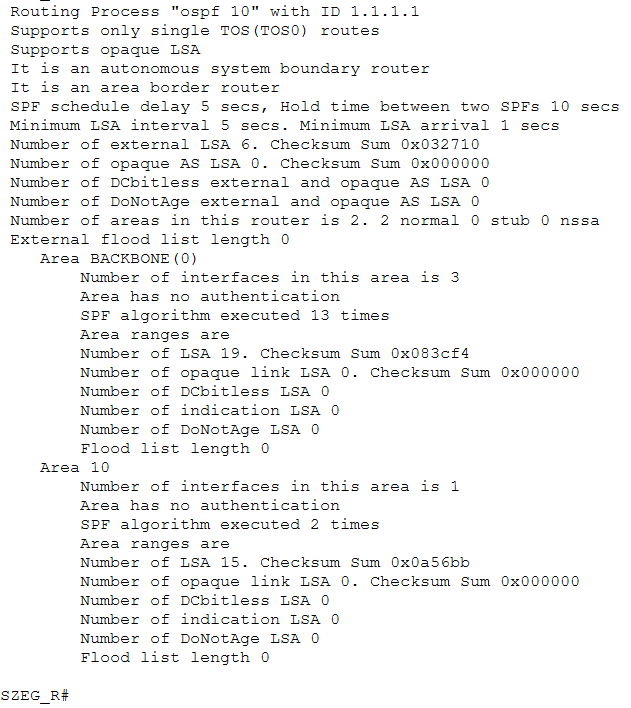 Routing Process "ospf 10" with ID 1.1.1.1
Supports only single TOS(TOS0) routes
Supports opaque LSA
It is an autonomous system boundary router
It is an area border router
SPF schedule delay 5 secs, Hold time between two SPFs 10 secs
Minimum LSA interval 5 secs. Minimum LSA arrival 1 secs
Number of external LSA 6. Checksum Sum 0x032710
Number of opaque AS LSA 0. Checksum Sum 0x000000
Number of DCbitless external and opaque AS LSA 0
Number of DoNotAge external and opaque AS LSA 0
Number of areas in this router is 2. 2 normal 0 stub 0 nssa
External flood list length 0
Area BACKBONE(0)
Number of interfaces in this area is 3
Area has no authentication
SPF algorithm executed 13 times
Area ranges are
Number of LSA 19. Checksum Sum 0x083cf4
Number of opaque link LSA 0. Checksum Sum 0x000000
Number of DCbitless LSA 0
Number of indication LSA 0
Number of DoNotAge LSA 0
Flood list length 0
Area 10
Number of interfaces in this area is 1
Area has no authentication
SPF algorithm executed 2 times
Area ranges are
Number of LSA 15. Checksum Sum 0x0a56bb
Number of opaque link LSA 0. Checksum Sum 0x000000
Number of DCbitless LSA 0
Number of indication LSA 0
Number of DoNotAge LSA 0
Flood list length 0
SZEG_R#